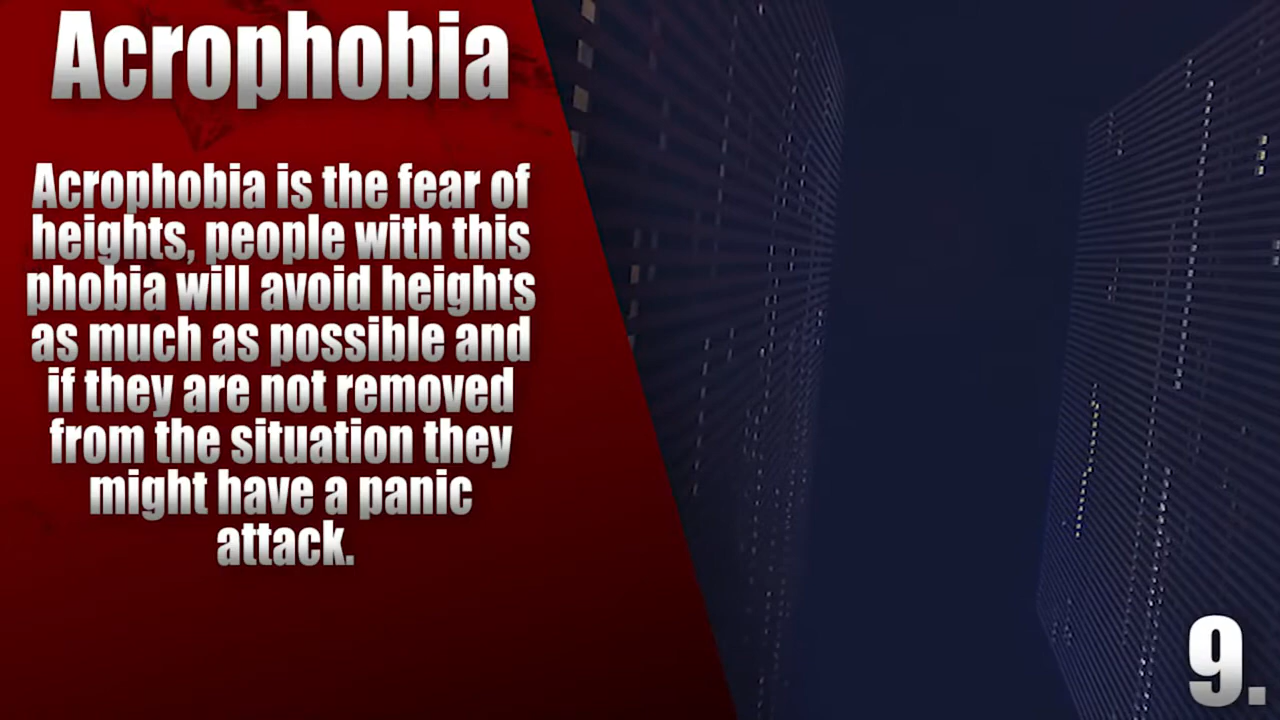 Acrophobia
Acrophobia is the fear of
heights, people with this
phobia will avoid heights
as much as possible and
if they are not removed
from the situation they
might have a panic
attack.
9.